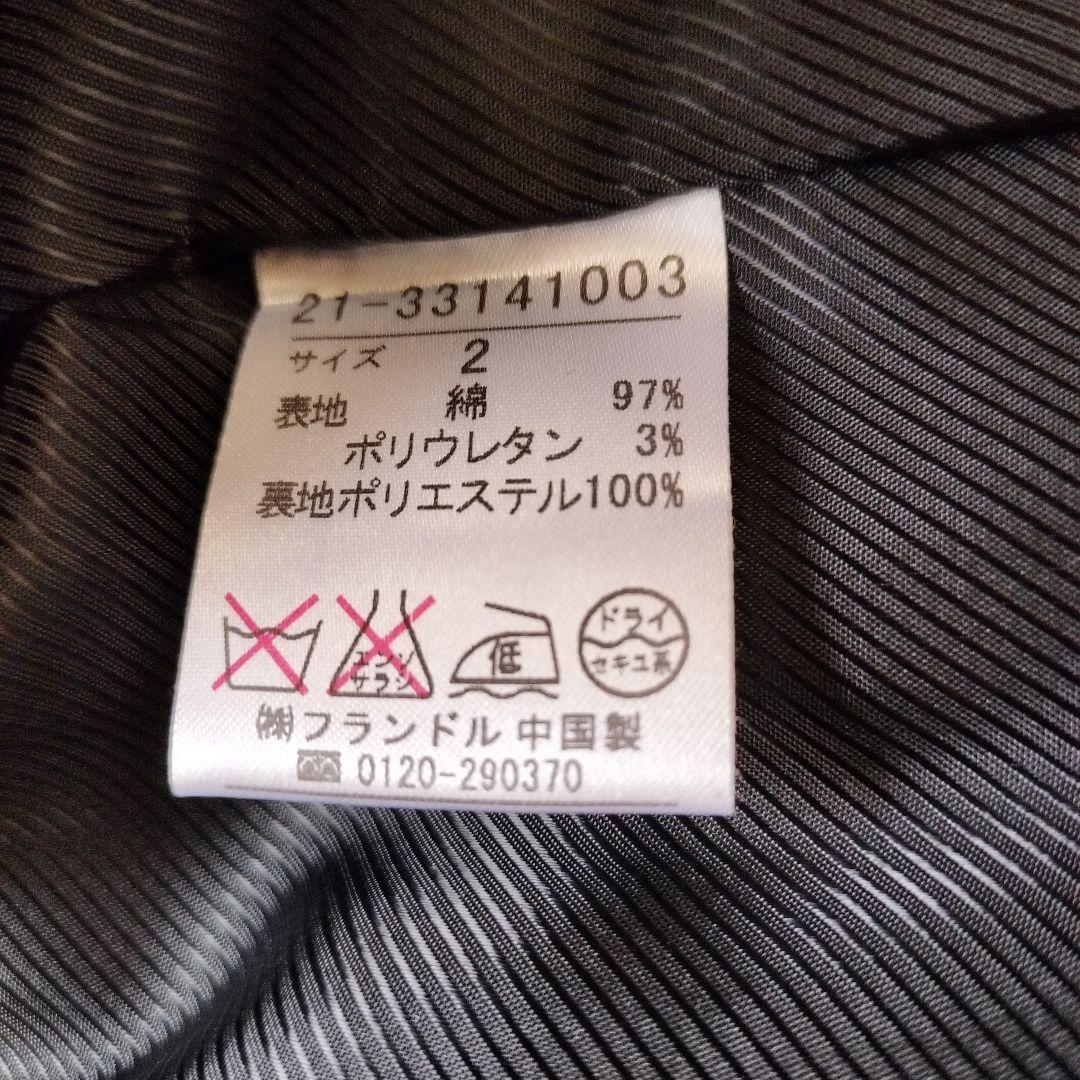 21-33141003
サイズ 2
表地 綿 97%
ポリウレタン 3%
裏地ポリエステル100%
エンソ
サラシ
低
ドライ
セキユ系
㈱フランドル 中国製
0120-290370